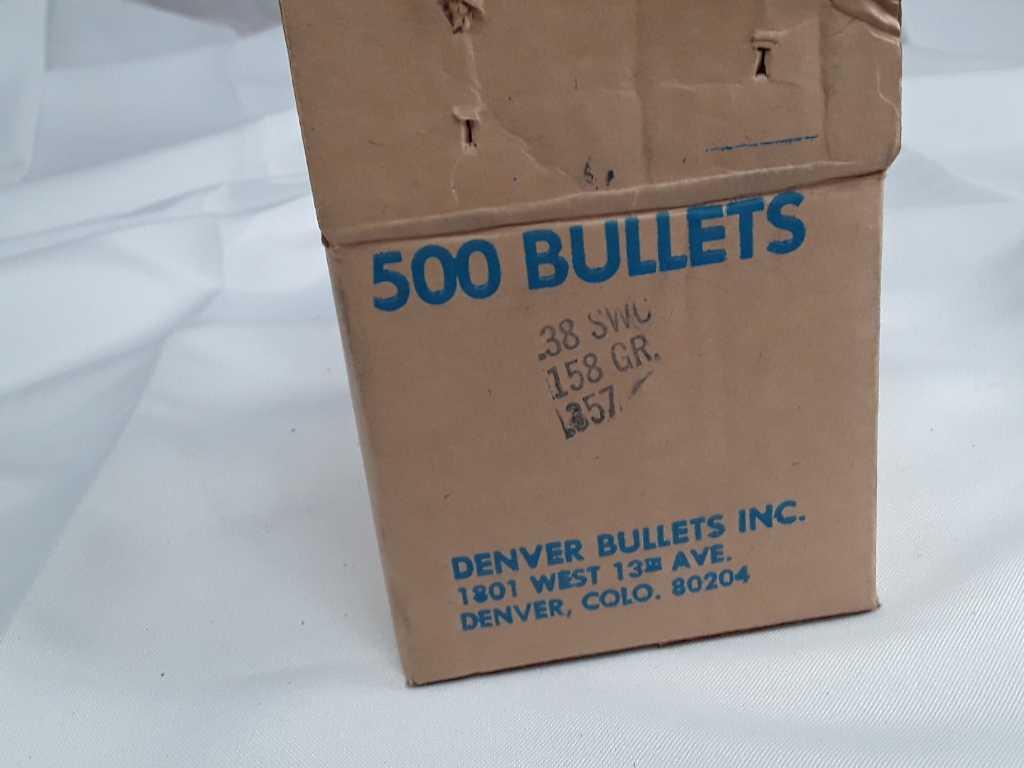 500 BULLETS
.38 SWC
158 GR.
.357
DENVER BULLETS INC.
1801 WEST 13TH AVE.
DENVER, COLO. 80204